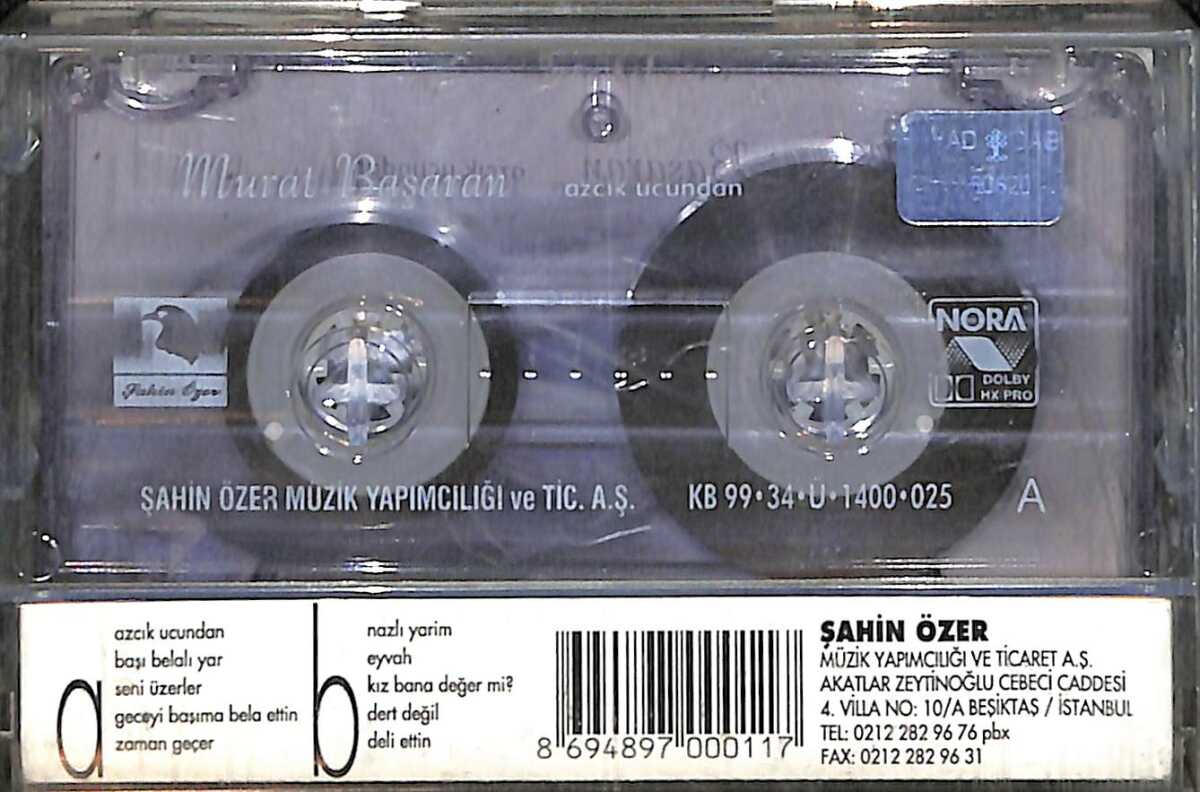 Murat Başaran azcık ucundan
Şahin Özer
NORA
DOLBY
HX PRO
ŞAHİN ÖZER MÜZİK YAPIMCILIĞI ve TİC. A.Ş. KB 99•34•Ü•1400•025 A
a
azcık ucundan
başı belalı yar
seni üzerler
geceyi başıma bela ettin
zaman geçer
b
nazlı yarim
eyvah
kız bana değer mi?
dert değil
deli ettin
8 694897 000117
ŞAHİN ÖZER
MÜZİK YAPIMCILIĞI VE TİCARET A.Ş.
AKATLAR ZEYTİNOĞLU CEBECİ CADDESİ
4. VİLLA NO: 10/A BEŞİKTAŞ / İSTANBUL
TEL: 0212 282 96 76 pbx
FAX: 0212 282 96 31